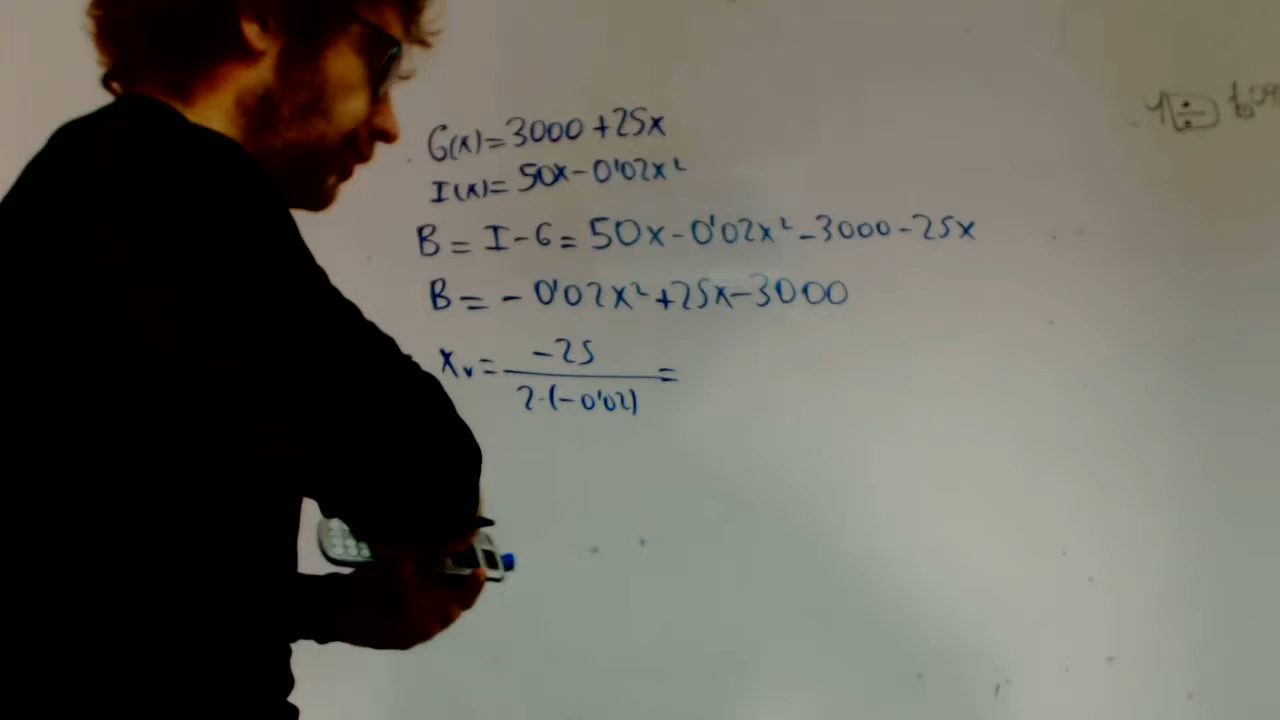 G(x)=3000+25x
I(x)=50x-0'02x²
B=I-G=50x-0'02x²-3000-25x
B=-0'02x²+25x-3000
xᵥ=-25/2·(-0'02)=